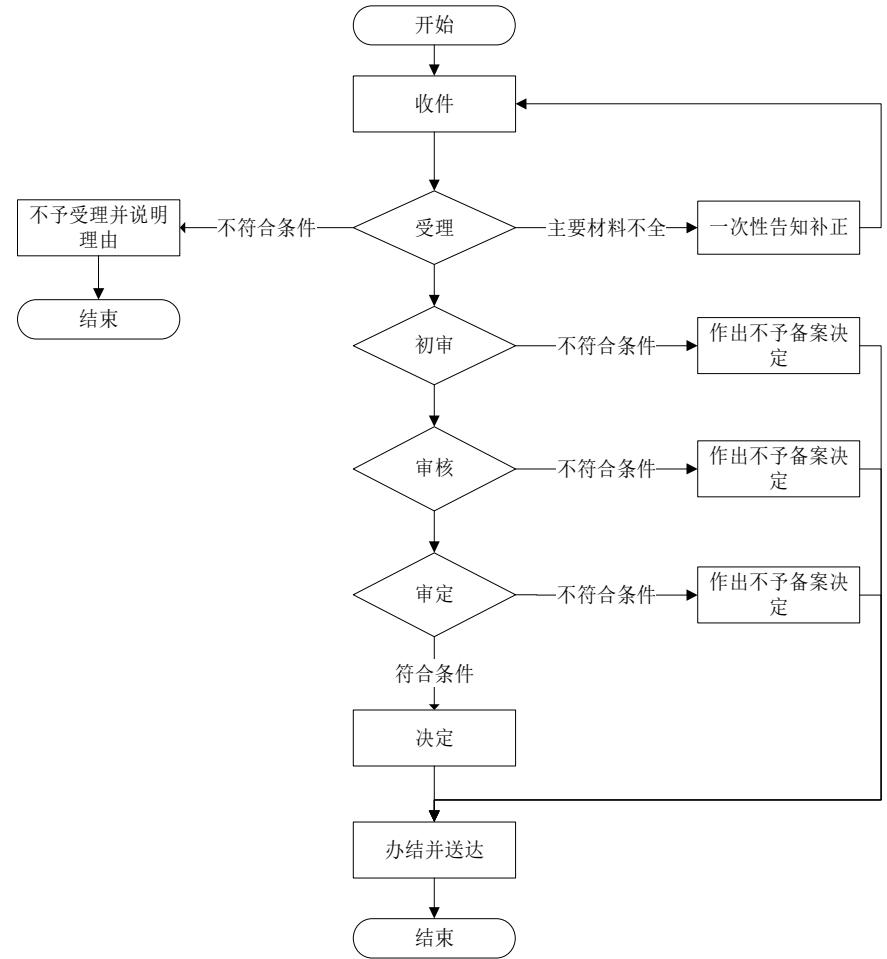 开始
收件
不予受理并说明
理由
不符合条件
受理
主要材料不全
一次性告知补正
结束
初审
不符合条件
作出不予备案决
定
审核
不符合条件
作出不予备案决
定
审定
不符合条件
作出不予备案决
定
符合条件
决定
办结并送达
结束